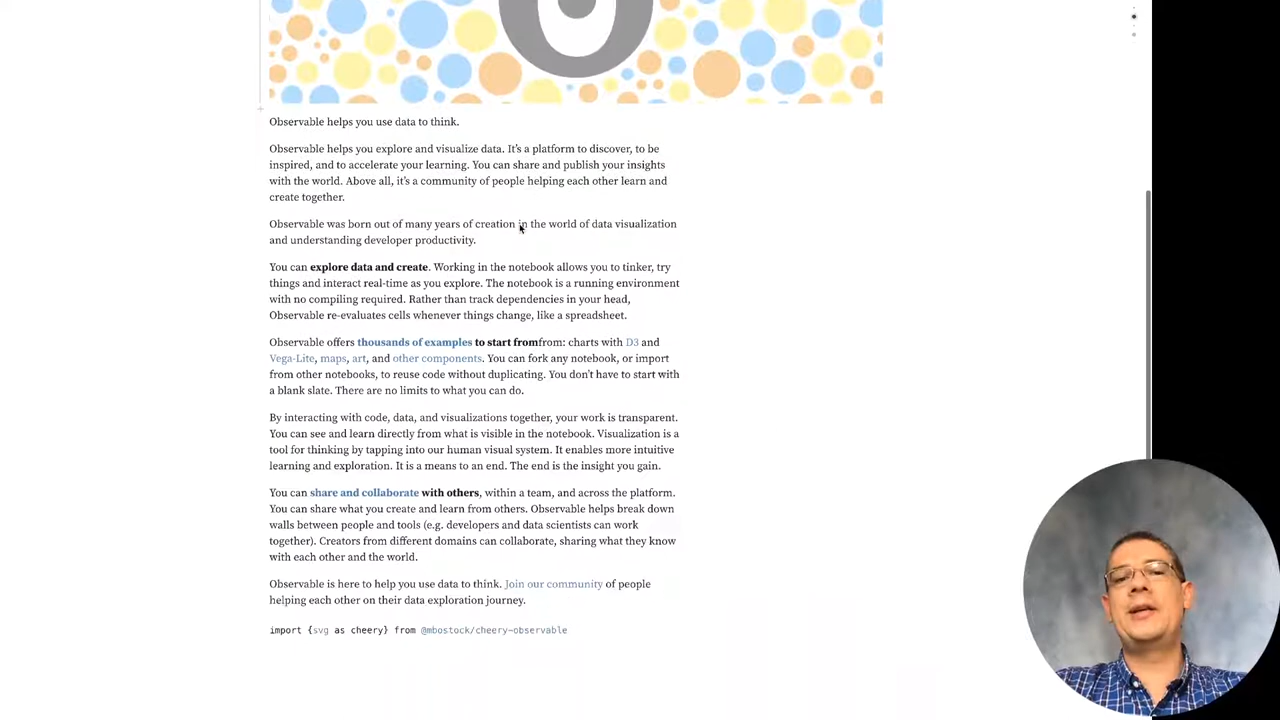 Observable helps you use data to think.
Observable helps you explore and visualize data. It's a platform to discover, to be
inspired, and to accelerate your learning. You can share and publish your insights
with the world. Above all, it's a community of people helping each other learn and
create together.
Observable was born out of many years of creation in the world of data visualization
and understanding developer productivity.
You can explore data and create. Working in the notebook allows you to tinker, try
things and interact real-time as you explore. The notebook is a running environment
with no compiling required. Rather than track dependencies in your head,
Observable re-evaluates cells whenever things change, like a spreadsheet.
Observable offers thousands of examples to start fromfrom: charts with D3 and
Vega-Lite, maps, art, and other components. You can fork any notebook, or import
from other notebooks, to reuse code without duplicating. You don't have to start with
a blank slate. There are no limits to what you can do.
By interacting with code, data, and visualizations together, your work is transparent.
You can see and learn directly from what is visible in the notebook. Visualization is a
tool for thinking by tapping into our human visual system. It enables more intuitive
learning and exploration. It is a means to an end. The end is the insight you gain.
You can share and collaborate with others, within a team, and across the platform.
You can share what you create and learn from others. Observable helps break down
walls between people and tools (e.g. developers and data scientists can work
together). Creators from different domains can collaborate, sharing what they know
with each other and the world.
Observable is here to help you use data to think. Join our community of people
helping each other on their data exploration journey.
import {svg as cheery} from @mbostock/cheery-observable